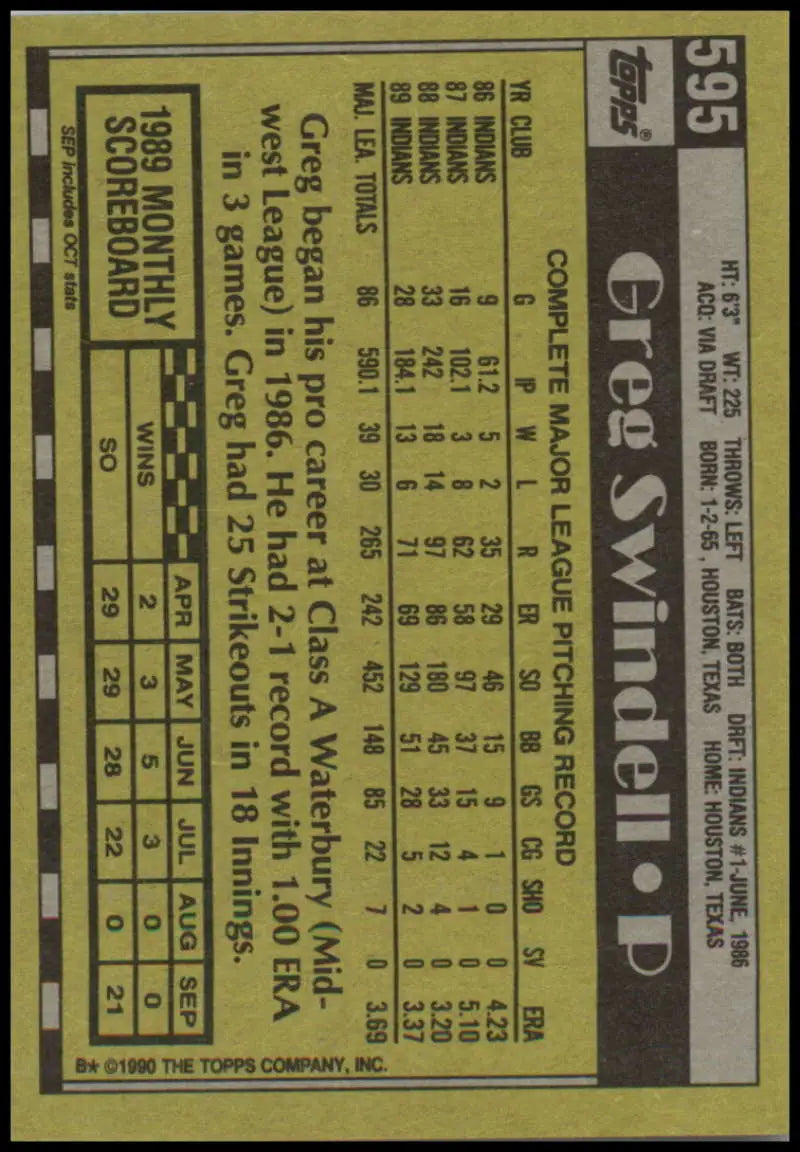 595
HT: 6'3" WT: 225 THROWS: LEFT BATS: BOTH DRFT: INDIANS #1-JUNE, 1986
ACQ: VIA DRAFT BORN: 1-2-65, HOUSTON, TEXAS HOME: HOUSTON, TEXAS
TOPPS®
Greg Swindell • P
COMPLETE MAJOR LEAGUE PITCHING RECORD
YR CLUB G IP W L R ER SO BB GS CG SHO SV ERA
86 INDIANS 9 61.2 5 2 35 29 46 15 9 1 0 0 4.23
87 INDIANS 16 102.1 3 8 62 58 97 37 15 4 1 0 5.10
88 INDIANS 33 242 18 14 97 86 180 45 33 12 4 0 3.20
89 INDIANS 28 184.1 13 6 71 69 129 51 28 5 2 0 3.37
MAJ. LEA. TOTALS 86 590.1 39 30 265 242 452 148 85 22 7 0 3.69
Greg began his pro career at Class A Waterbury (Mid-
west League) in 1986. He had 2-1 record with 1.00 ERA
in 3 games. Greg had 25 Strikeouts in 18 Innings.
1989 MONTHLY
SCOREBOARD
APR MAY JUN JUL AUG SEP
WINS 2 3 5 3 0 0
SO 29 29 28 22 0 21
SEP includes OCT stats
B* ©1990 THE TOPPS COMPANY, INC.